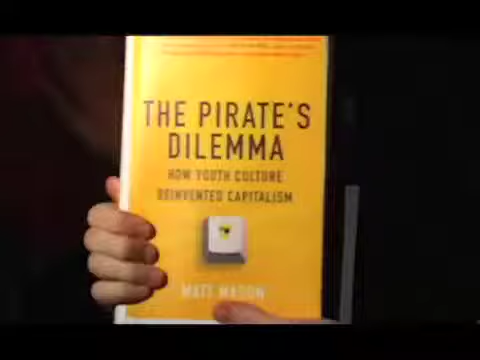 THE PIRATE'S
DILEMMA
HOW YOUTH CULTURE
REINVENTED CAPITALISM
MATT MASON